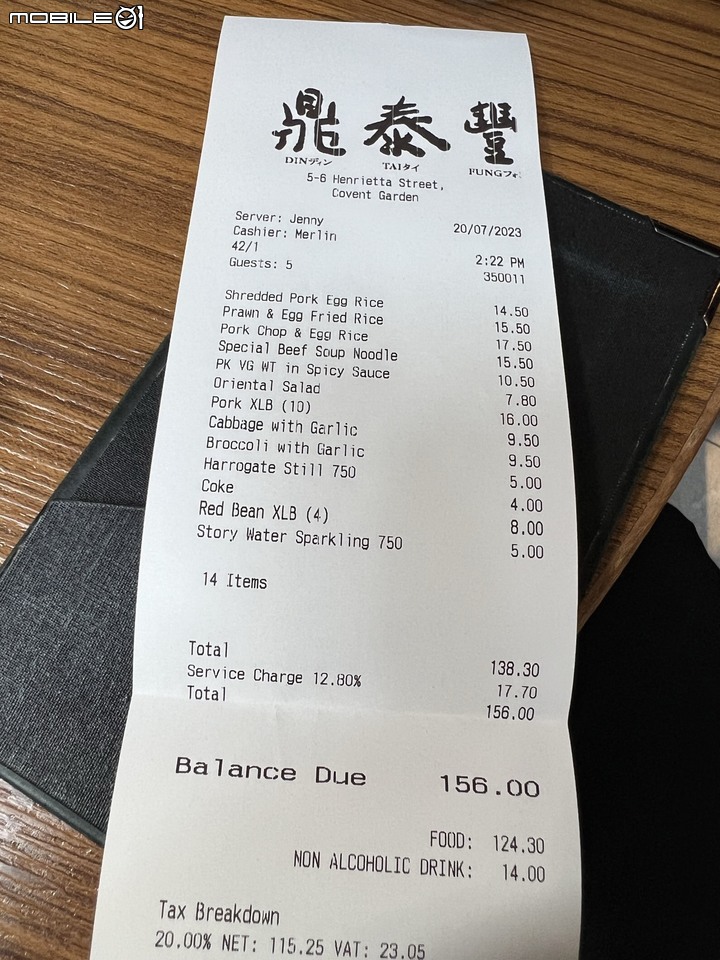 MOBILE01
鼎泰豐
DINディン TAIタイ FUNGフォ
5-6 Henrietta Street,
Covent Garden
Server: Jenny 20/07/2023
Cashier: Merlin
42/1 2:22 PM
Guests: 5 350011
Shredded Pork Egg Rice 14.50
Prawn & Egg Fried Rice 15.50
Pork Chop & Egg Rice 17.50
Special Beef Soup Noodle 15.50
PK VG WT in Spicy Sauce 10.50
Oriental Salad 7.80
Pork XLB (10) 16.00
Cabbage with Garlic 9.50
Broccoli with Garlic 9.50
Harrogate Still 750 5.00
Coke 4.00
Red Bean XLB (4) 8.00
Story Water Sparkling 750 5.00
14 Items
Total 138.30
Service Charge 12.80% 17.70
Total 156.00
Balance Due 156.00
FOOD: 124.30
NON ALCOHOLIC DRINK: 14.00
Tax Breakdown
20.00% NET: 115.25 VAT: 23.05